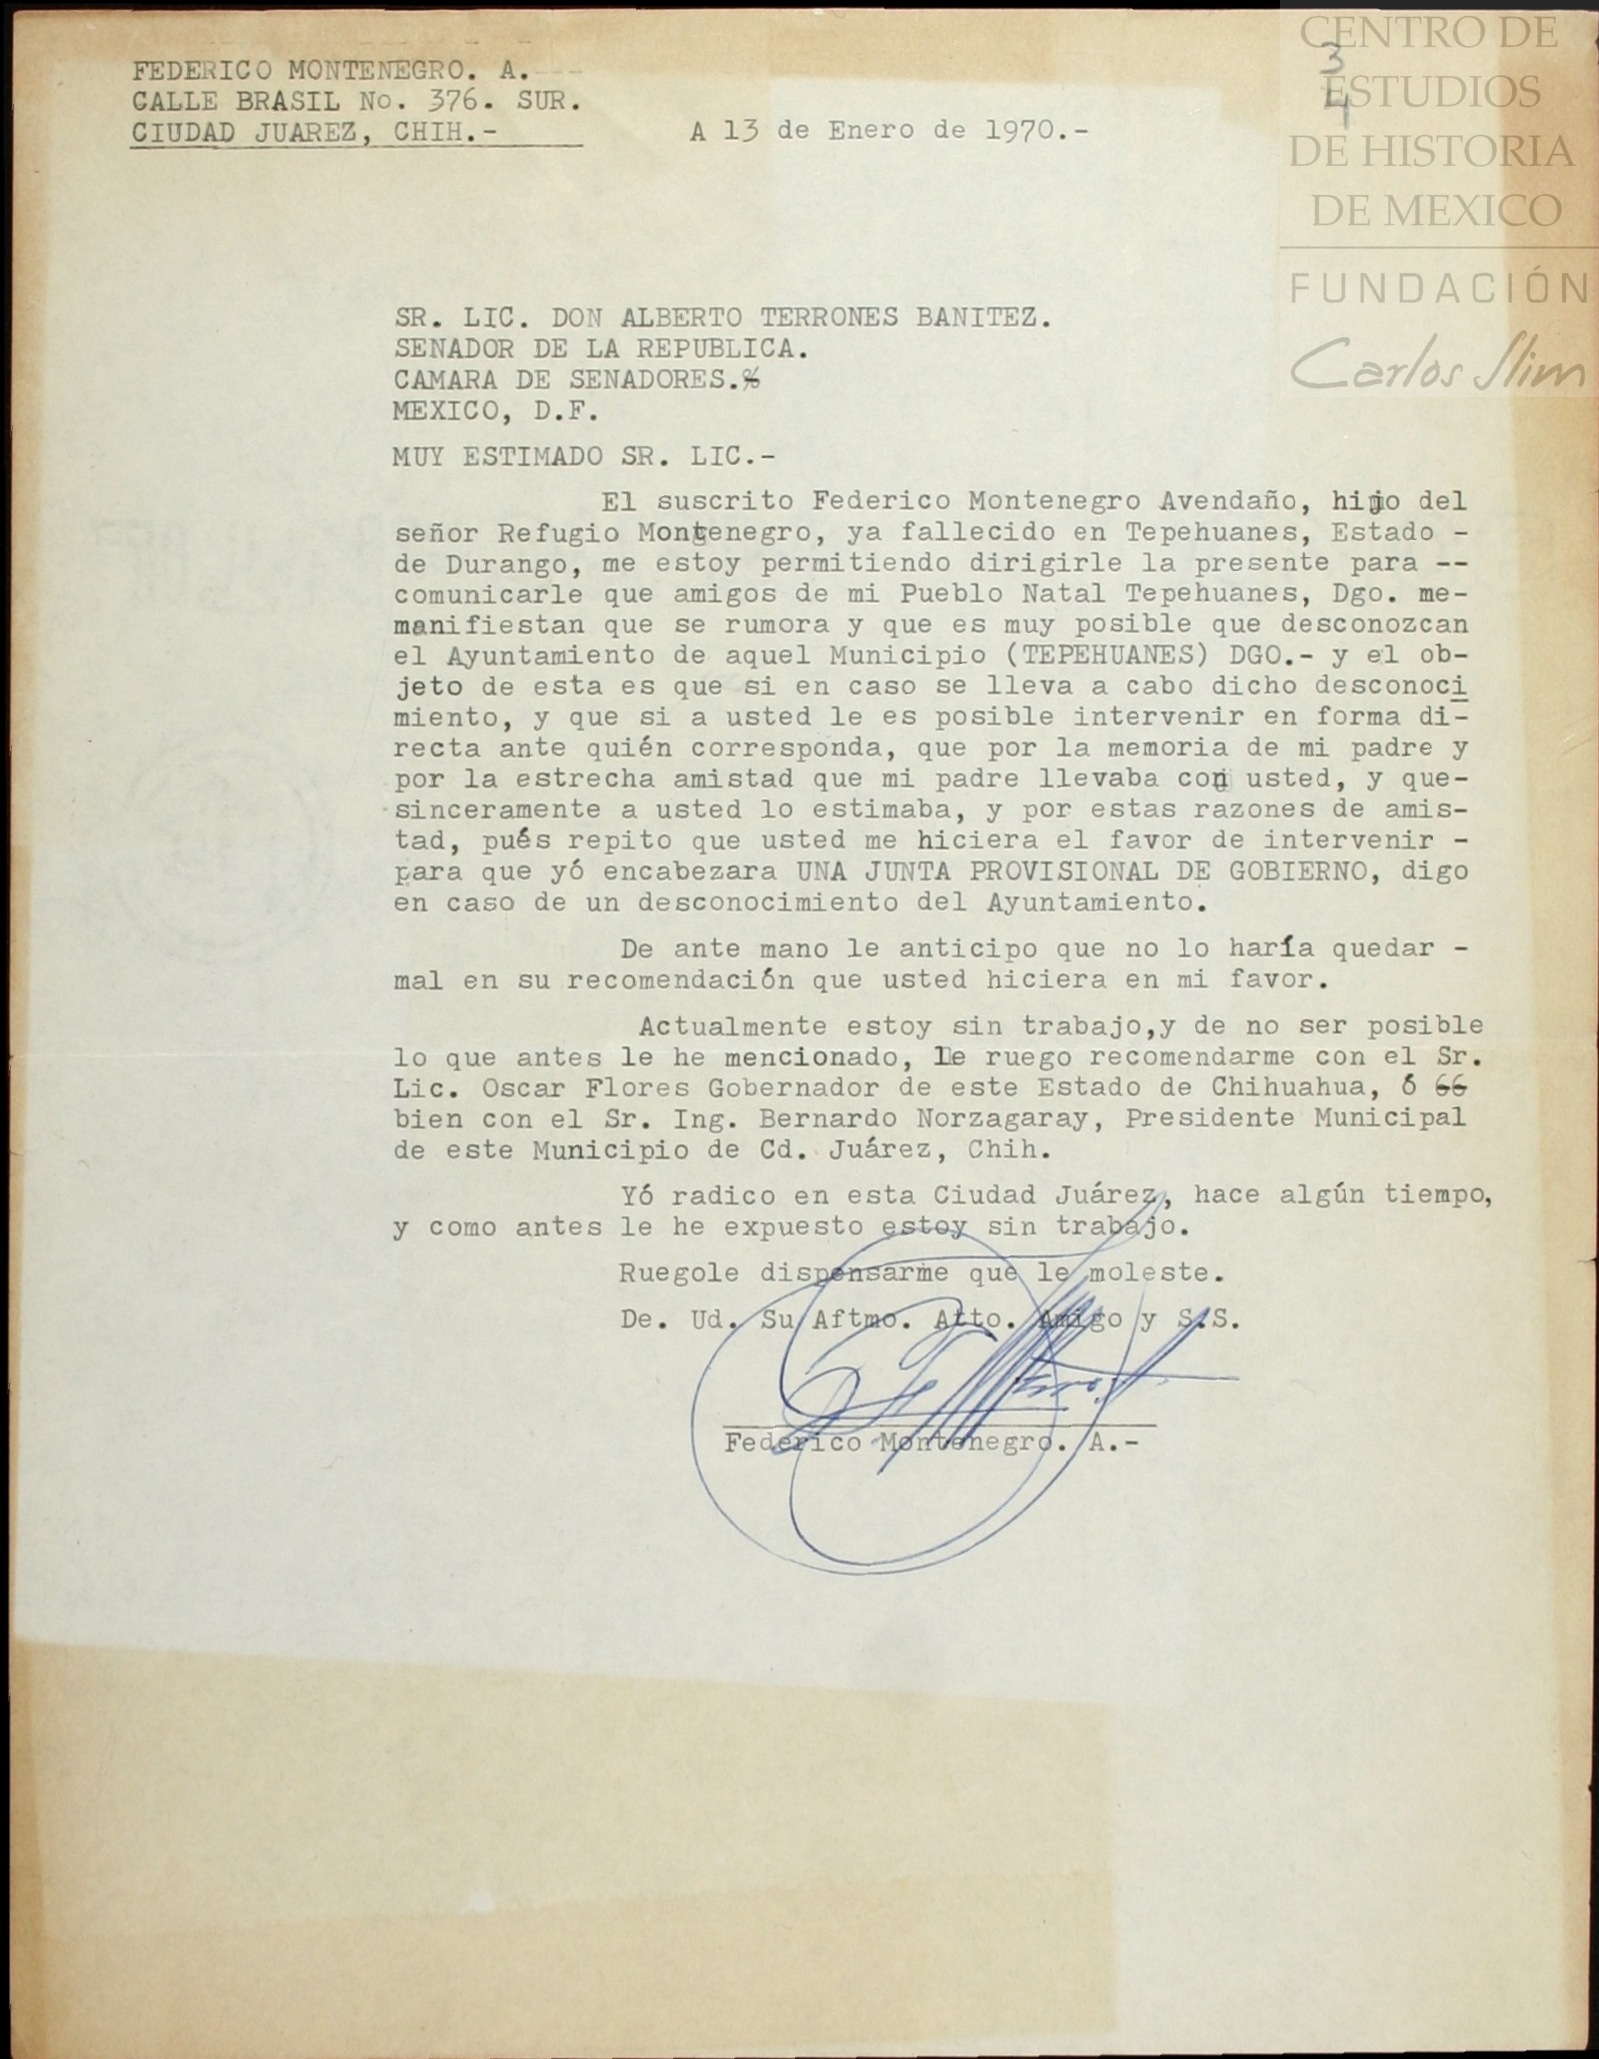 CENTRO DE
ESTUDIOS
DE HISTORIA
DE MEXICO
FUNDACIÓN
Carlos Slim
3
4
FEDERICO MONTENEGRO. A.
CALLE BRASIL No. 376. SUR.
CIUDAD JUAREZ, CHIH.-
A 13 de Enero de 1970.-
SR. LIC. DON ALBERTO TERRONES BANITEZ.
SENADOR DE LA REPUBLICA.
CAMARA DE SENADORES.%
MEXICO, D.F.
MUY ESTIMADO SR. LIC.-
El suscrito Federico Montenegro Avendaño, hijo del
señor Refugio Montenegro, ya fallecido en Tepehuanes, Estado -
de Durango, me estoy permitiendo dirigirle la presente para --
comunicarle que amigos de mi Pueblo Natal Tepehuanes, Dgo. me-
manifiestan que se rumora y que es muy posible que desconozcan
el Ayuntamiento de aquel Municipio (TEPEHUANES) DGO.- y el ob-
jeto de esta es que si en caso se lleva a cabo dicho desconoci
miento, y que si a usted le es posible intervenir en forma di-
recta ante quién corresponda, que por la memoria de mi padre y
por la estrecha amistad que mi padre llevaba con usted, y que-
sinceramente a usted lo estimaba, y por estas razones de amis-
tad, pués repito que usted me hiciera el favor de intervenir -
para que yó encabezara UNA JUNTA PROVISIONAL DE GOBIERNO, digo
en caso de un desconocimiento del Ayuntamiento.
De ante mano le anticipo que no lo haría quedar -
mal en su recomendación que usted hiciera en mi favor.
Actualmente estoy sin trabajo,y de no ser posible
lo que antes le he mencionado, le ruego recomendarme con el Sr.
Lic. Oscar Flores Gobernador de este Estado de Chihuahua, ó 66
bien con el Sr. Ing. Bernardo Norzagaray, Presidente Municipal
de este Municipio de Cd. Juárez, Chih.
Yó radico en esta Ciudad Juárez, hace algún tiempo,
y como antes le he expuesto estoy sin trabajo.
Ruegole dispensarme que le moleste.
De. Ud. Su Aftmo. Atto. Amigo y S.S.
Federico Montenegro. A.-